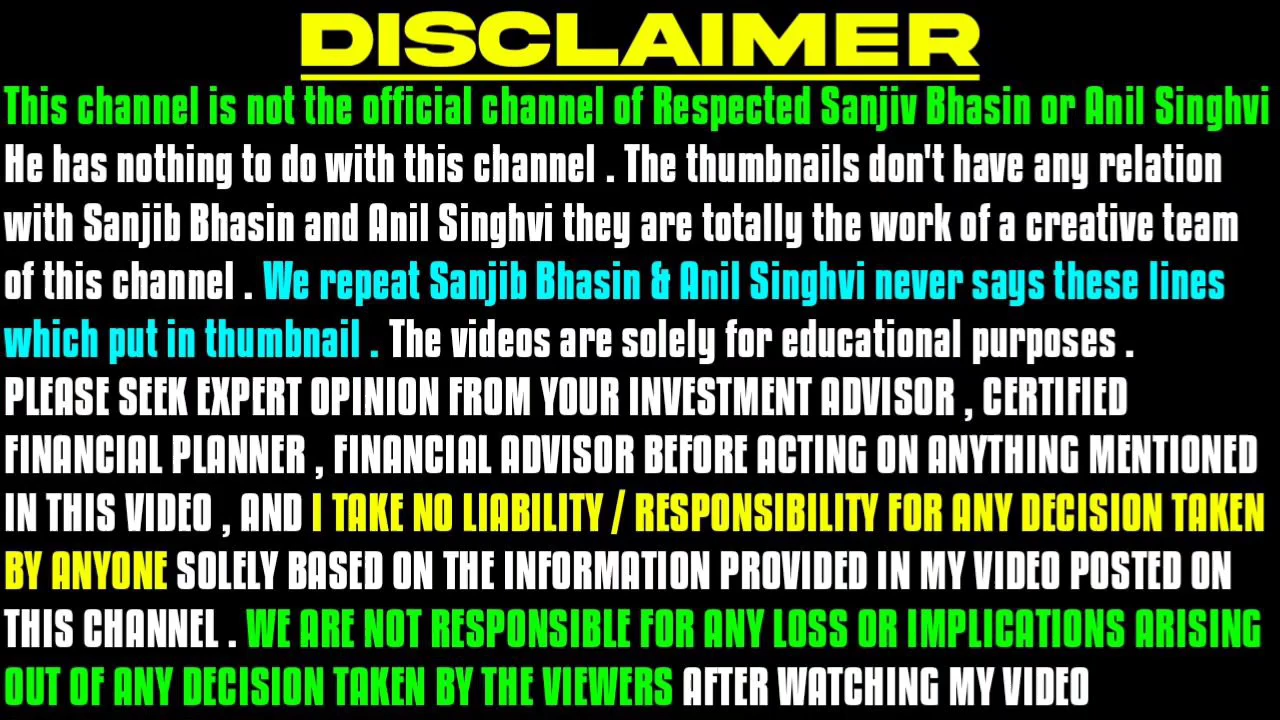 DISCLAIMER
This channel is not the official channel of Respected Sanjiv Bhasin or Anil Singhvi
He has nothing to do with this channel . The thumbnails don't have any relation
with Sanjib Bhasin and Anil Singhvi they are totally the work of a creative team
of this channel . We repeat Sanjib Bhasin & Anil Singhvi never says these lines
which put in thumbnail . The videos are solely for educational purposes .
PLEASE SEEK EXPERT OPINION FROM YOUR INVESTMENT ADVISOR , CERTIFIED
FINANCIAL PLANNER , FINANCIAL ADVISOR BEFORE ACTING ON ANYTHING MENTIONED
IN THIS VIDEO , AND I TAKE NO LIABILITY / RESPONSIBILITY FOR ANY DECISION TAKEN
BY ANYONE SOLELY BASED ON THE INFORMATION PROVIDED IN MY VIDEO POSTED ON
THIS CHANNEL . WE ARE NOT RESPONSIBLE FOR ANY LOSS OR IMPLICATIONS ARISING
OUT OF ANY DECISION TAKEN BY THE VIEWERS AFTER WATCHING MY VIDEO